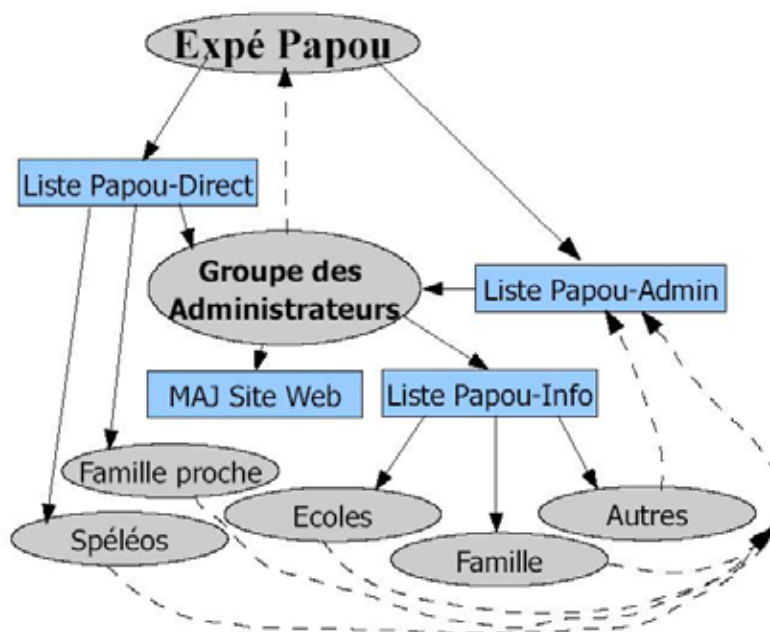 Expé Papou
Liste Papou-Direct
Groupe des
Administrateurs
Liste Papou-Admin
MAJ Site Web
Liste Papou-Info
Famille proche
Ecoles
Autres
Spéléos
Famille